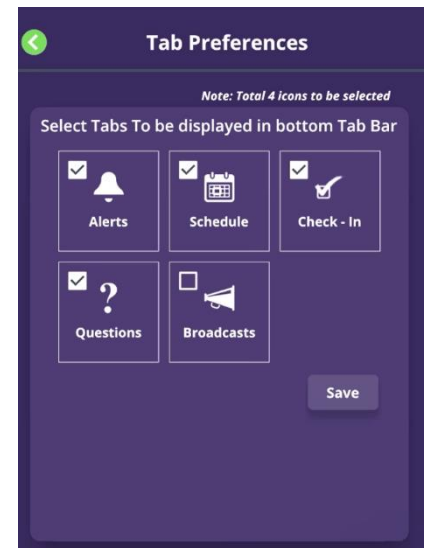 Tab Preferences
Note: Total 4 icons to be selected
Select Tabs To be displayed in bottom Tab Bar
Alerts
Schedule
Check - In
Questions
Broadcasts
Save